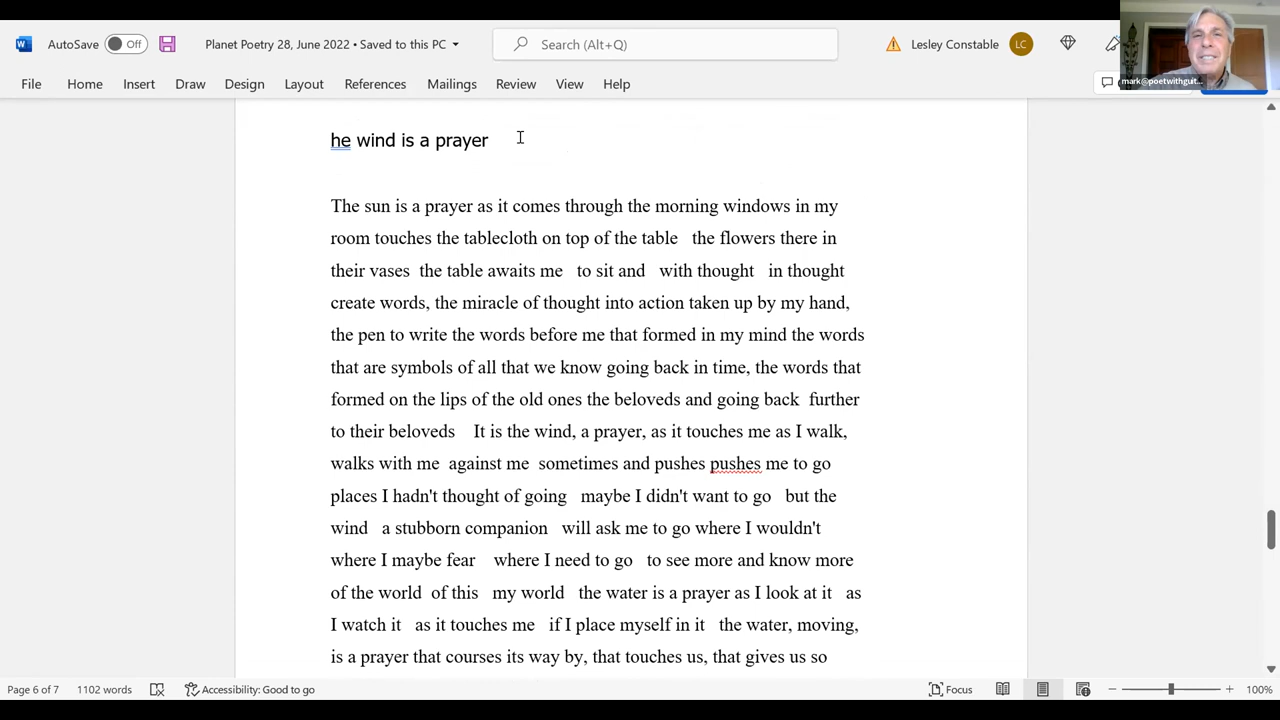 AutoSave Off Planet Poetry 28, June 2022 • Saved to this PC Search (Alt+Q) Lesley Constable LC
File Home Insert Draw Design Layout References Mailings Review View Help mark@poetwithguit...
he wind is a prayer
The sun is a prayer as it comes through the morning windows in my
room touches the tablecloth on top of the table the flowers there in
their vases the table awaits me to sit and with thought in thought
create words, the miracle of thought into action taken up by my hand,
the pen to write the words before me that formed in my mind the words
that are symbols of all that we know going back in time, the words that
formed on the lips of the old ones the beloveds and going back further
to their beloveds It is the wind, a prayer, as it touches me as I walk,
walks with me against me sometimes and pushes pushes me to go
places I hadn't thought of going maybe I didn't want to go but the
wind a stubborn companion will ask me to go where I wouldn't
where I maybe fear where I need to go to see more and know more
of the world of this my world the water is a prayer as I look at it as
I watch it as it touches me if I place myself in it the water, moving,
is a prayer that courses its way by, that touches us, that gives us so
Page 6 of 7 1102 words Accessibility: Good to go Focus 100%